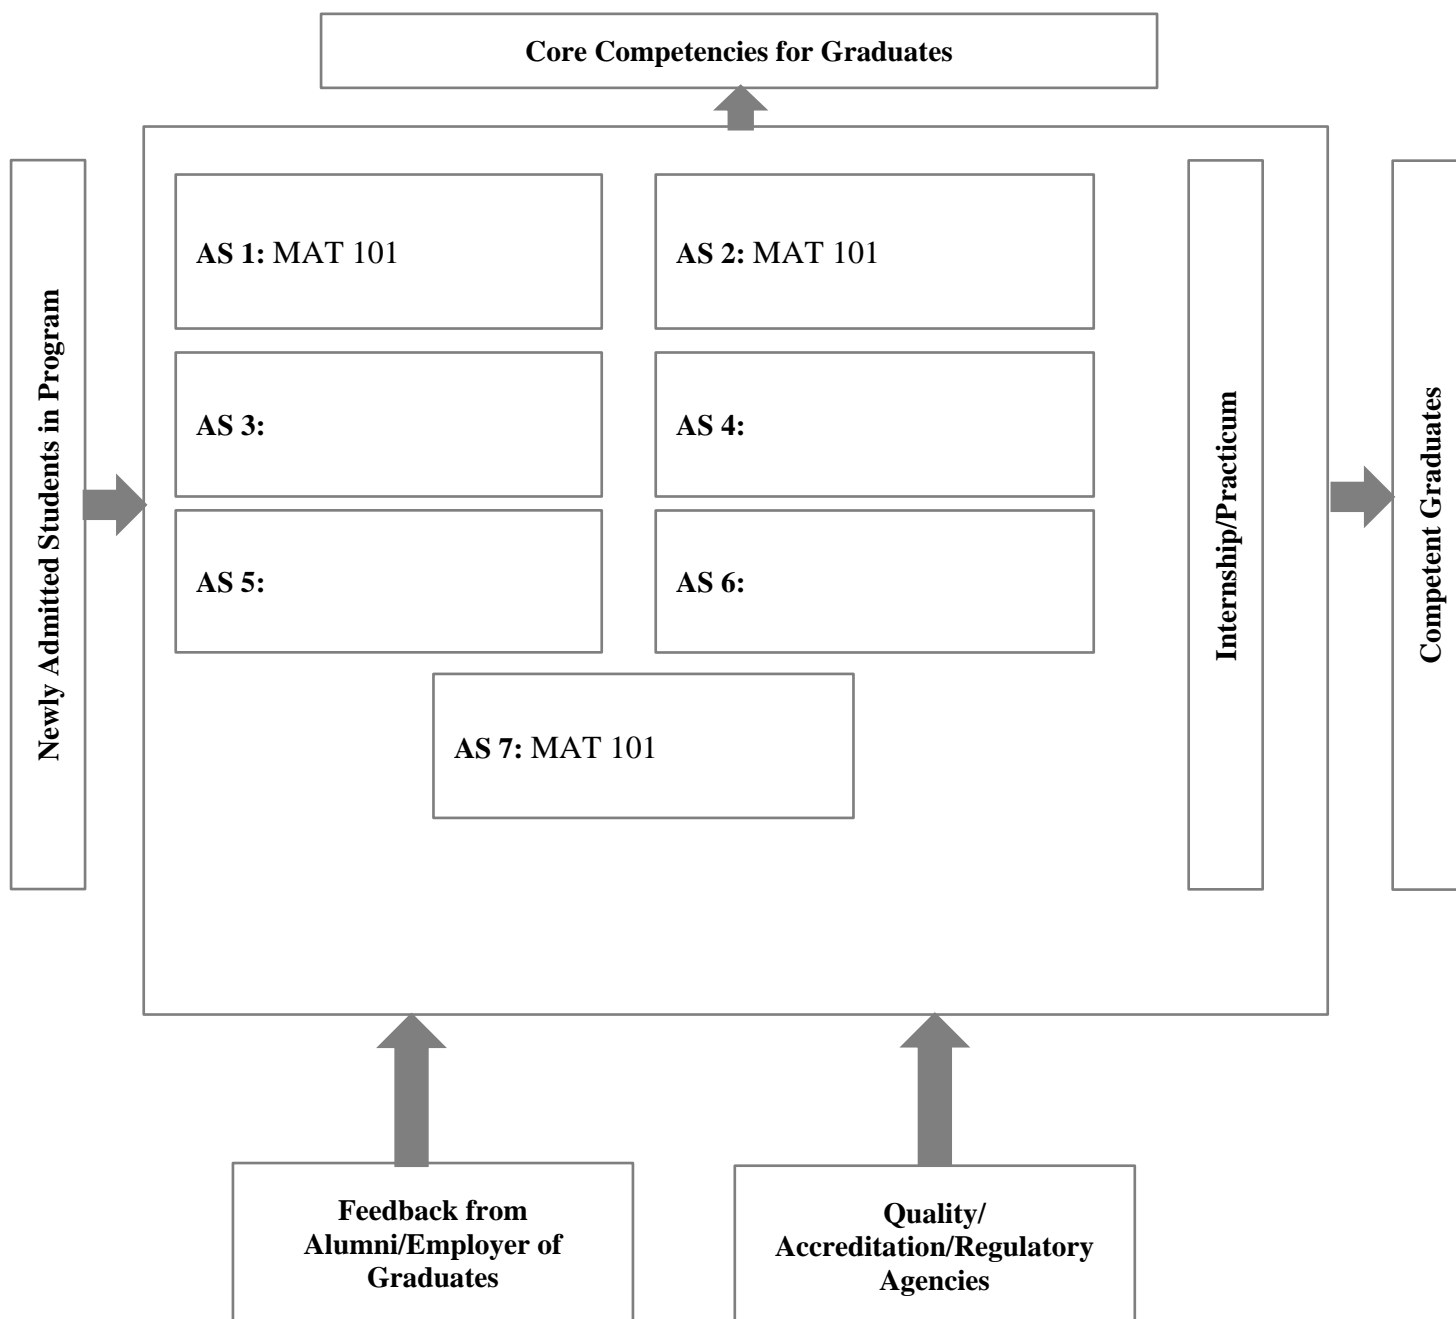 Core Competencies for Graduates
Newly Admitted Students in Program
AS 1: MAT 101
AS 2: MAT 101
AS 3:
AS 4:
AS 5:
AS 6:
AS 7: MAT 101
Internship/Practicum
Competent Graduates
Feedback from
Alumni/Employer of
Graduates
Quality/
Accreditation/Regulatory
Agencies